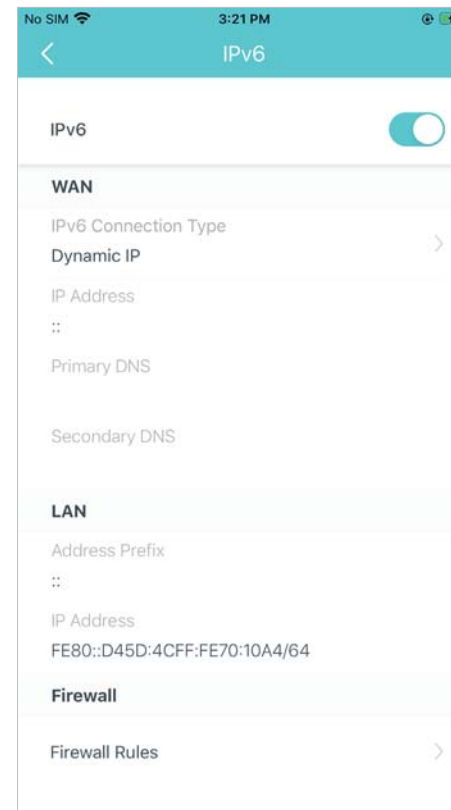 No SIM 3:21 PM
IPv6
IPv6
WAN
IPv6 Connection Type
Dynamic IP
IP Address
::
Primary DNS
Secondary DNS
LAN
Address Prefix
::
IP Address
FE80::D45D:4CFF:FE70:10A4/64
Firewall
Firewall Rules